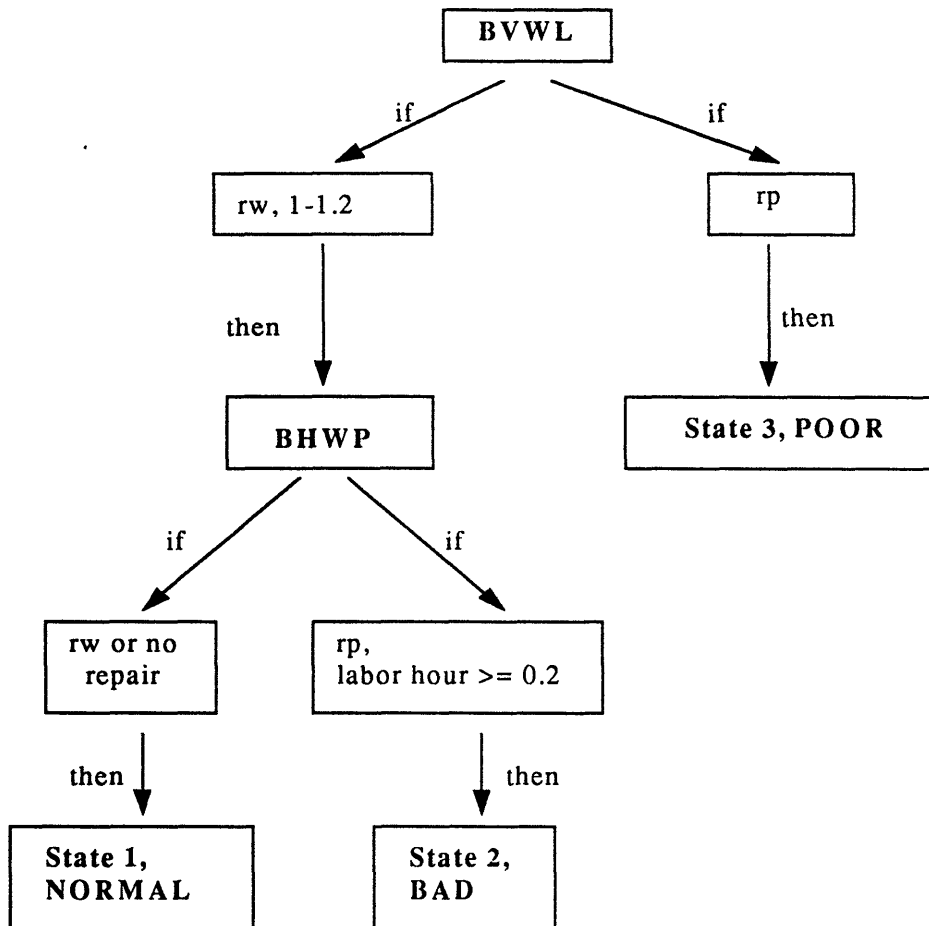 BVWL
if
if
rw, 1-1.2
rp
then
then
BHWP
State 3, POOR
if
if
rw or no
repair
rp,
labor hour >= 0.2
then
then
State 1,
NORMAL
State 2,
BAD